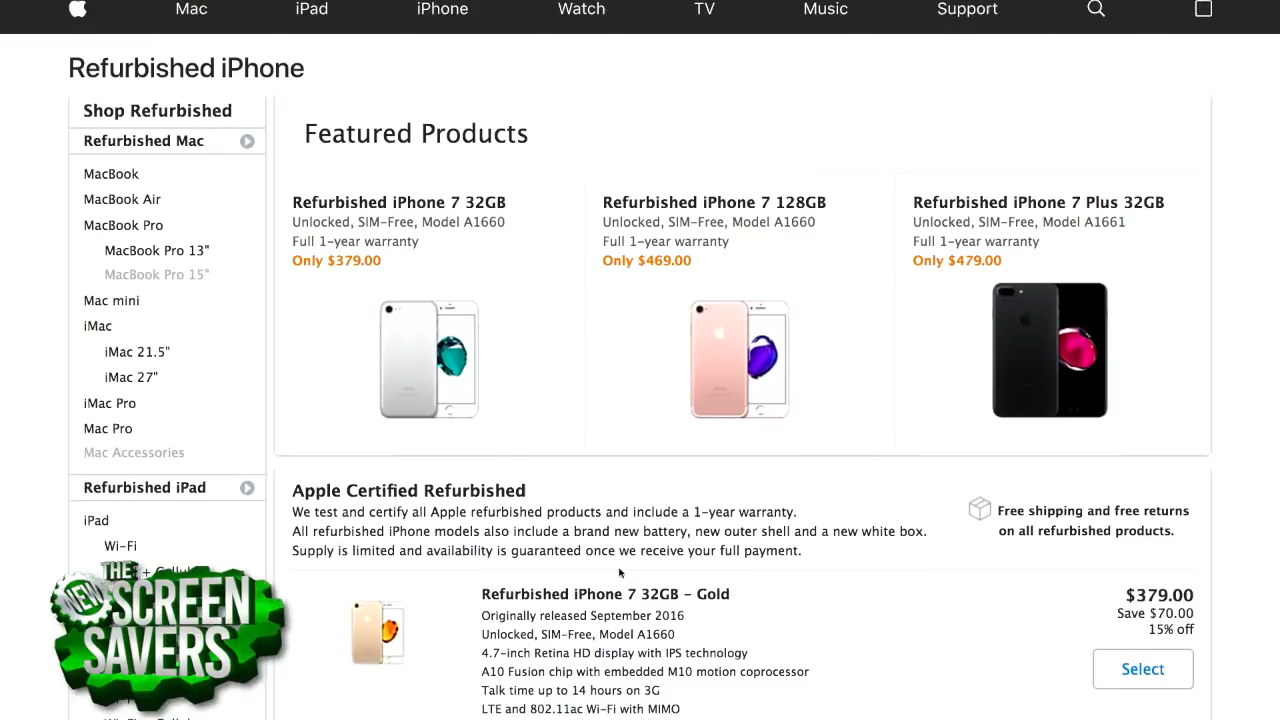 Mac
iPad
iPhone
Watch
TV
Music
Support
Refurbished iPhone
Shop Refurbished
Refurbished Mac
MacBook
MacBook Air
MacBook Pro
MacBook Pro 13"
MacBook Pro 15"
Mac mini
iMac
iMac 21.5"
iMac 27"
iMac Pro
Mac Pro
Mac Accessories
Refurbished iPad
iPad
Wi-Fi
Featured Products
Refurbished iPhone 7 32GB
Unlocked, SIM-Free, Model A1660
Full 1-year warranty
Only $379.00
Refurbished iPhone 7 128GB
Unlocked, SIM-Free, Model A1660
Full 1-year warranty
Only $469.00
Refurbished iPhone 7 Plus 32GB
Unlocked, SIM-Free, Model A1661
Full 1-year warranty
Only $479.00
Apple Certified Refurbished
We test and certify all Apple refurbished products and include a 1-year warranty.
All refurbished iPhone models also include a brand new battery, new outer shell and a new white box.
Supply is limited and availability is guaranteed once we receive your full payment.
Free shipping and free returns
on all refurbished products.
Refurbished iPhone 7 32GB - Gold
Originally released September 2016
Unlocked, SIM-Free, Model A1660
4.7-inch Retina HD display with IPS technology
A10 Fusion chip with embedded M10 motion coprocessor
Talk time up to 14 hours on 3G
LTE and 802.11ac Wi-Fi with MIMO
$379.00
Save $70.00
15% off
Select
THE
NEW
SCREEN
SAVERS